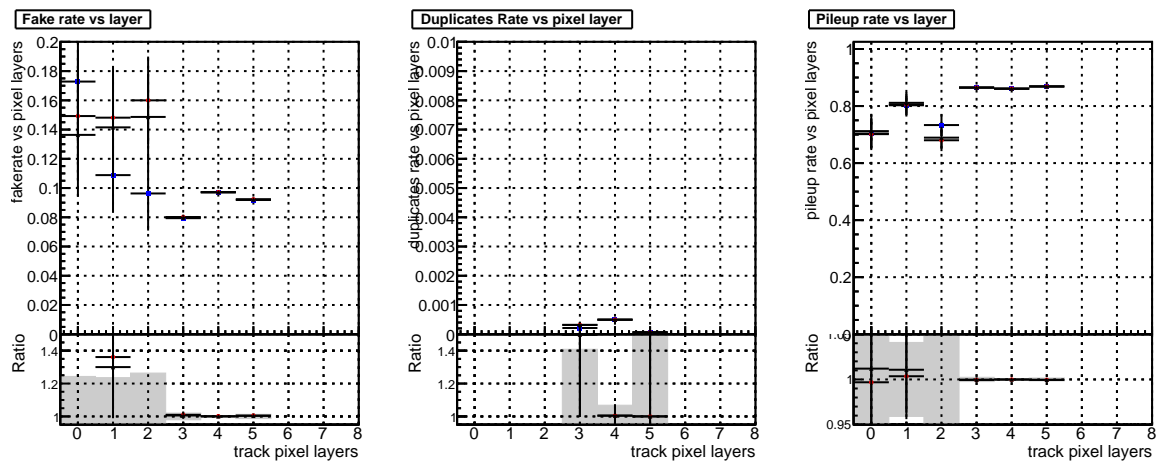 Fake rate vs layer
fakerate vs pixel layers
0.2
0.18
0.16
0.14
0.12
0.1
0.08
0.06
0.04
0.02
0
Ratio
1.4
1.2
1
0 1 2 3 4 5 6 7 8
track pixel layers
Duplicates Rate vs pixel layer
duplicates rate vs pixel layers
0.01
0.009
0.008
0.007
0.006
0.005
0.004
0.003
0.002
0.001
0
Ratio
1.4
1.2
1
0 1 2 3 4 5 6 7 8
track pixel layers
Pileup rate vs layer
pileup rate vs pixel layers
1
0.8
0.6
0.4
0.2
0
Ratio
1
0.95
0 1 2 3 4 5 6 7 8
track pixel layers